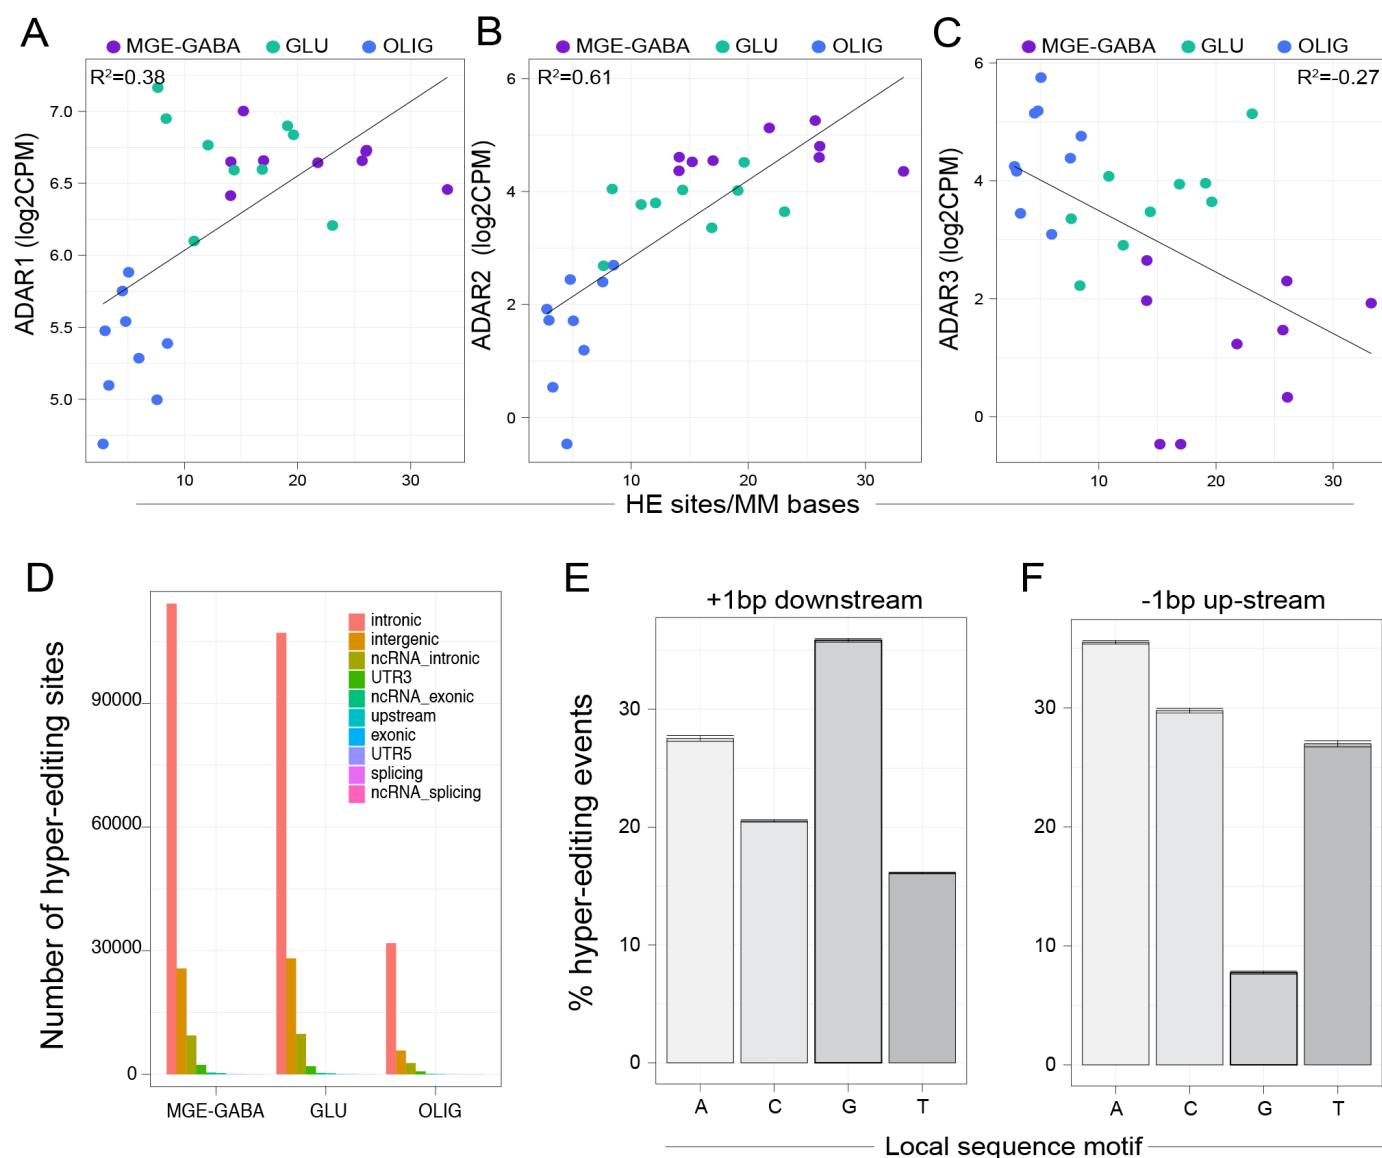 A
MGE-GABA GLU OLIG
R²=0.38
ADAR1 (log2CPM)
7.0
6.5
6.0
5.5
5.0
10 20 30
B
MGE-GABA GLU OLIG
R²=0.61
ADAR2 (log2CPM)
6
4
2
0
10 20 30
C
MGE-GABA GLU OLIG
R²=-0.27
ADAR3 (log2CPM)
6
4
2
0
10 20 30
HE sites/MM bases
D
Number of hyper-editing sites
90000
60000
30000
0
intronic
intergenic
ncRNA_intronic
UTR3
ncRNA_exonic
upstream
exonic
UTR5
splicing
ncRNA_splicing
MGE-GABA GLU OLIG
E
+1bp downstream
% hyper-editing events
30
20
10
0
A C G T
F
-1bp up-stream
30
20
10
0
A C G T
Local sequence motif